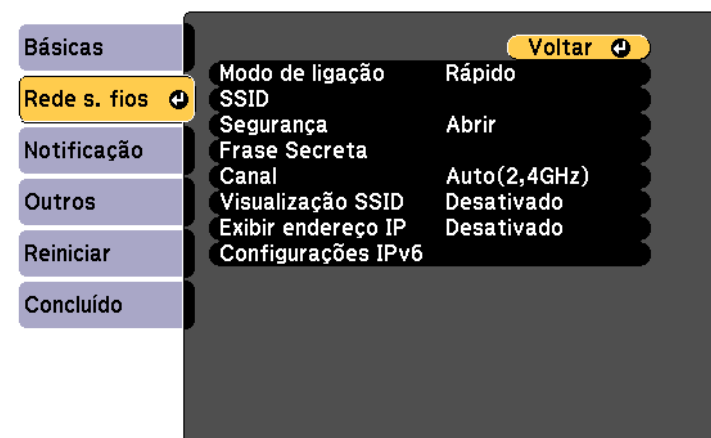 Básicas
Rede s. fios
Notificação
Outros
Reiniciar
Concluído
Voltar
Modo de ligação Rápido
SSID
Segurança Abrir
Frase Secreta
Canal Auto(2,4GHz)
Visualização SSID Desativado
Exibir endereço IP Desativado
Configurações IPv6